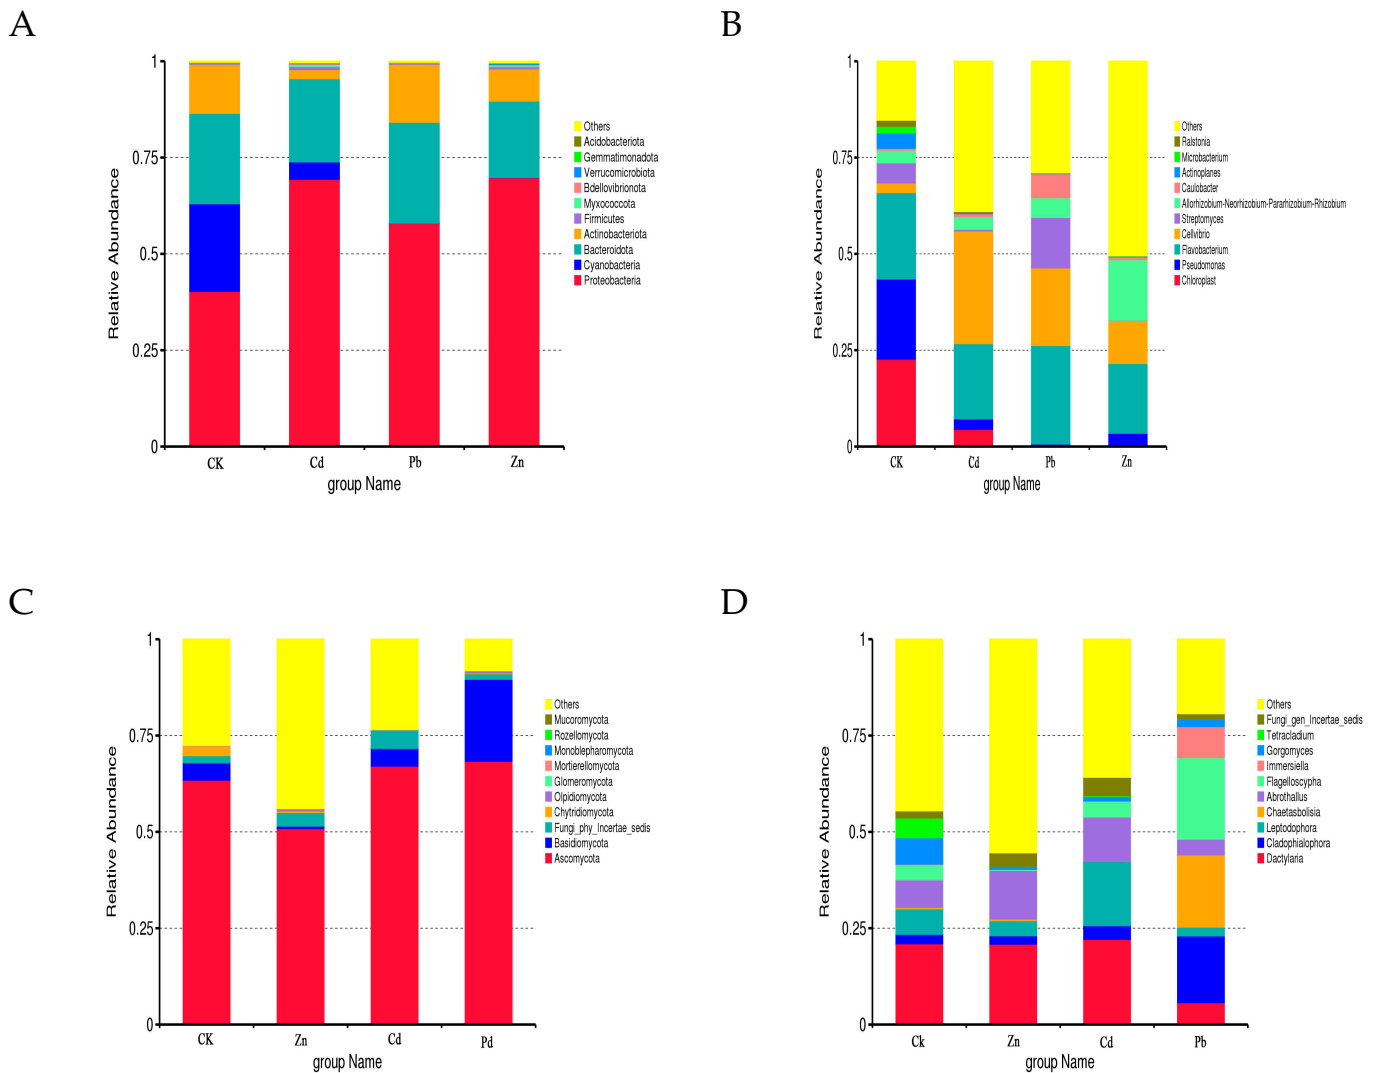 A
Relative Abundance
1
0.75
0.5
0.25
0
CK
Cd
Pb
Zn
group Name
Others
Acidobacteriota
Gemmatimonadota
Verrucomicrobiota
Bdellovibrionota
Myxococcota
Firmicutes
Actinobacteriota
Bacteroidota
Cyanobacteria
Proteobacteria
B
Relative Abundance
1
0.75
0.5
0.25
0
CK
Cd
Pb
Zn
group Name
Others
Ralstonia
Microbacterium
Actinoplanes
Caulobacter
Allorhizobium-Neorhizobium-Pararhizobium-Rhizobium
Streptomyces
Cellvibrio
Flavobacterium
Pseudomonas
Chloroplast
C
Relative Abundance
1
0.75
0.5
0.25
0
CK
Zn
Cd
Pd
group Name
Others
Mucoromycota
Rozellomycota
Monoblepharomycota
Mortierellomycota
Glomeromycota
Olpidiomycota
Chytridiomycota
Fungi_phy_Incertae_sedis
Basidiomycota
Ascomycota
D
Relative Abundance
1
0.75
0.5
0.25
0
Ck
Zn
Cd
Pb
group Name
Others
Fungi_gen_Incertae_sedis
Tetracladium
Gorgomyces
Immersiella
Flagelloscypha
Abrothallus
Chaetasbolisia
Leptodophora
Cladophialophora
Dactylaria